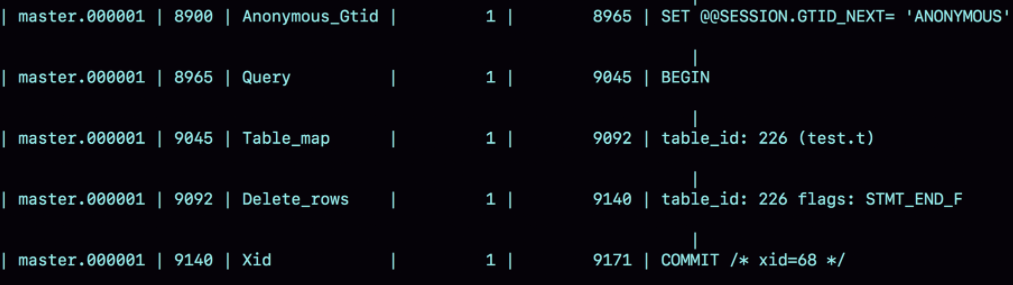 | master.000001 | 8900 | Anonymous_Gtid | 1 | 8965 | SET @@SESSION.GTID_NEXT= 'ANONYMOUS'
|
| master.000001 | 8965 | Query | 1 | 9045 | BEGIN
|
| master.000001 | 9045 | Table_map | 1 | 9092 | table_id: 226 (test.t)
|
| master.000001 | 9092 | Delete_rows | 1 | 9140 | table_id: 226 flags: STMT_END_F
|
| master.000001 | 9140 | Xid | 1 | 9171 | COMMIT /* xid=68 */